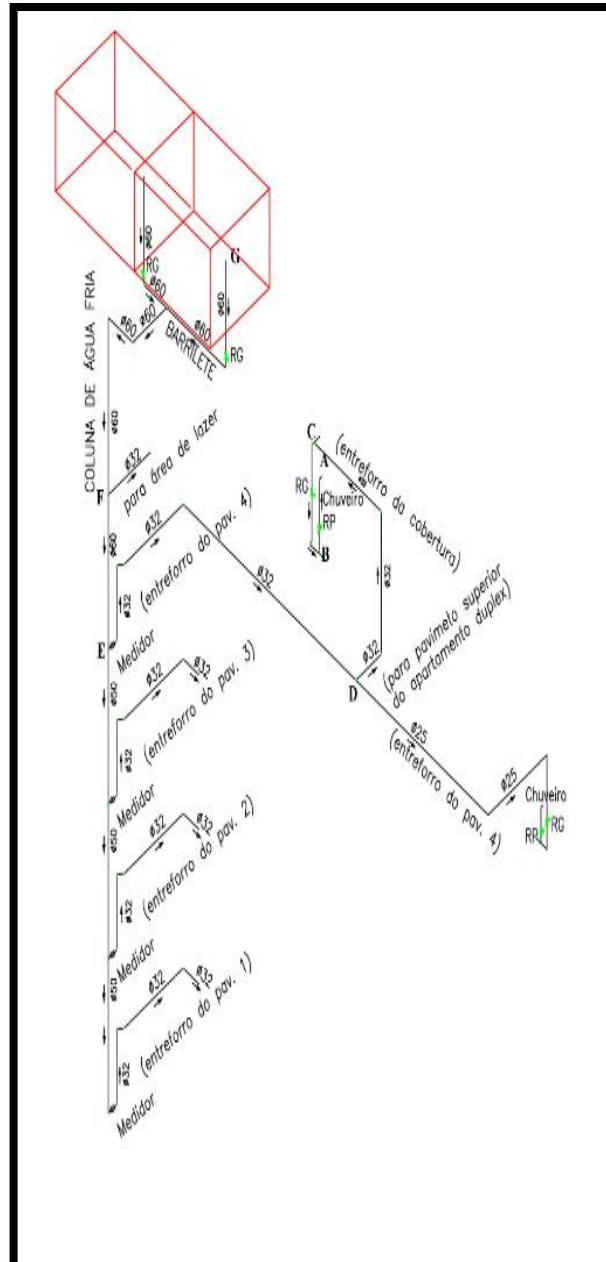 G
ø60
RG
ø60
ø60
ø60
ø60
ø60
BARRILETE
RG
COLUNA DE ÁGUA FRIA
ø60
ø32
F
para área de lazer
ø60
ø32
(entreforro do pav. 4)
ø32
E
Medidor
ø32
C
A
(entreforro da cobertura)
RG
Chuveiro
RP
B
ø32
ø32
(para pavimeto superior
do apartamento duplex)
D
ø25
(entreforro do pav. 4)
ø25
Chuveiro
RP
RG
ø50
ø32
ø32
(entreforro do pav. 3)
ø32
Medidor
ø50
ø32
ø32
(entreforro do pav. 2)
ø32
Medidor
ø50
ø32
ø32
(entreforro do pav. 1)
ø32
Medidor